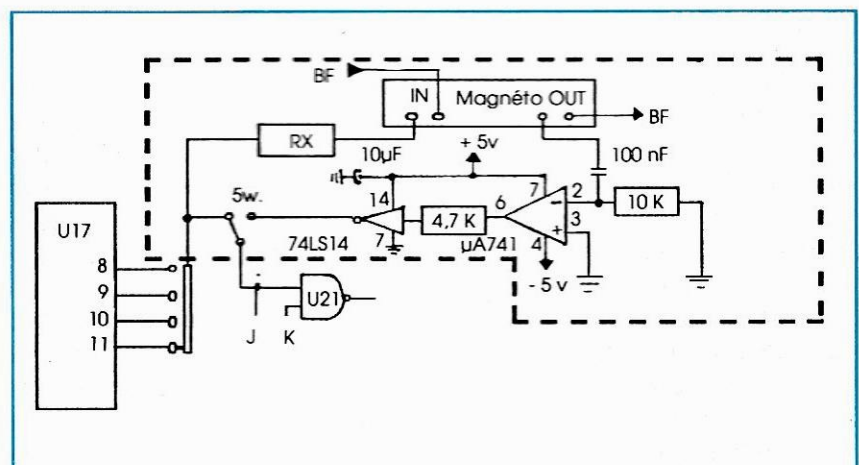 BF
IN Magnéto OUT
BF
RX
10µF
+ 5v
100 nF
14
7
2
6
10 K
5w.
4,7 K
3
U17
74LS14
7
µA741
4
- 5 v
8
9
U21
10
11
J K